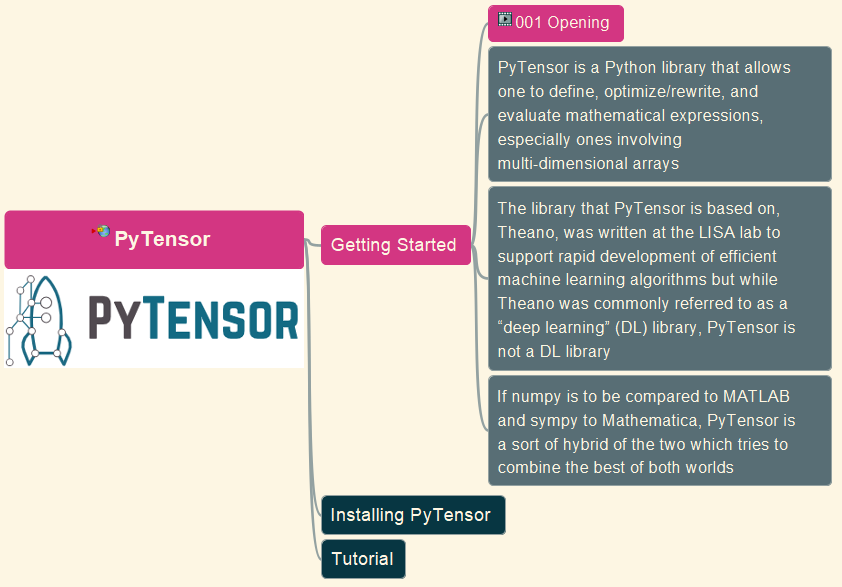 001 Opening
PyTensor is a Python library that allows
one to define, optimize/rewrite, and
evaluate mathematical expressions,
especially ones involving
multi-dimensional arrays
The library that PyTensor is based on,
Theano, was written at the LISA lab to
support rapid development of efficient
machine learning algorithms but while
Theano was commonly referred to as a
“deep learning” (DL) library, PyTensor is
not a DL library
If numpy is to be compared to MATLAB
and sympy to Mathematica, PyTensor is
a sort of hybrid of the two which tries to
combine the best of both worlds
PyTensor
Getting Started
PYTENSOR
Installing PyTensor
Tutorial